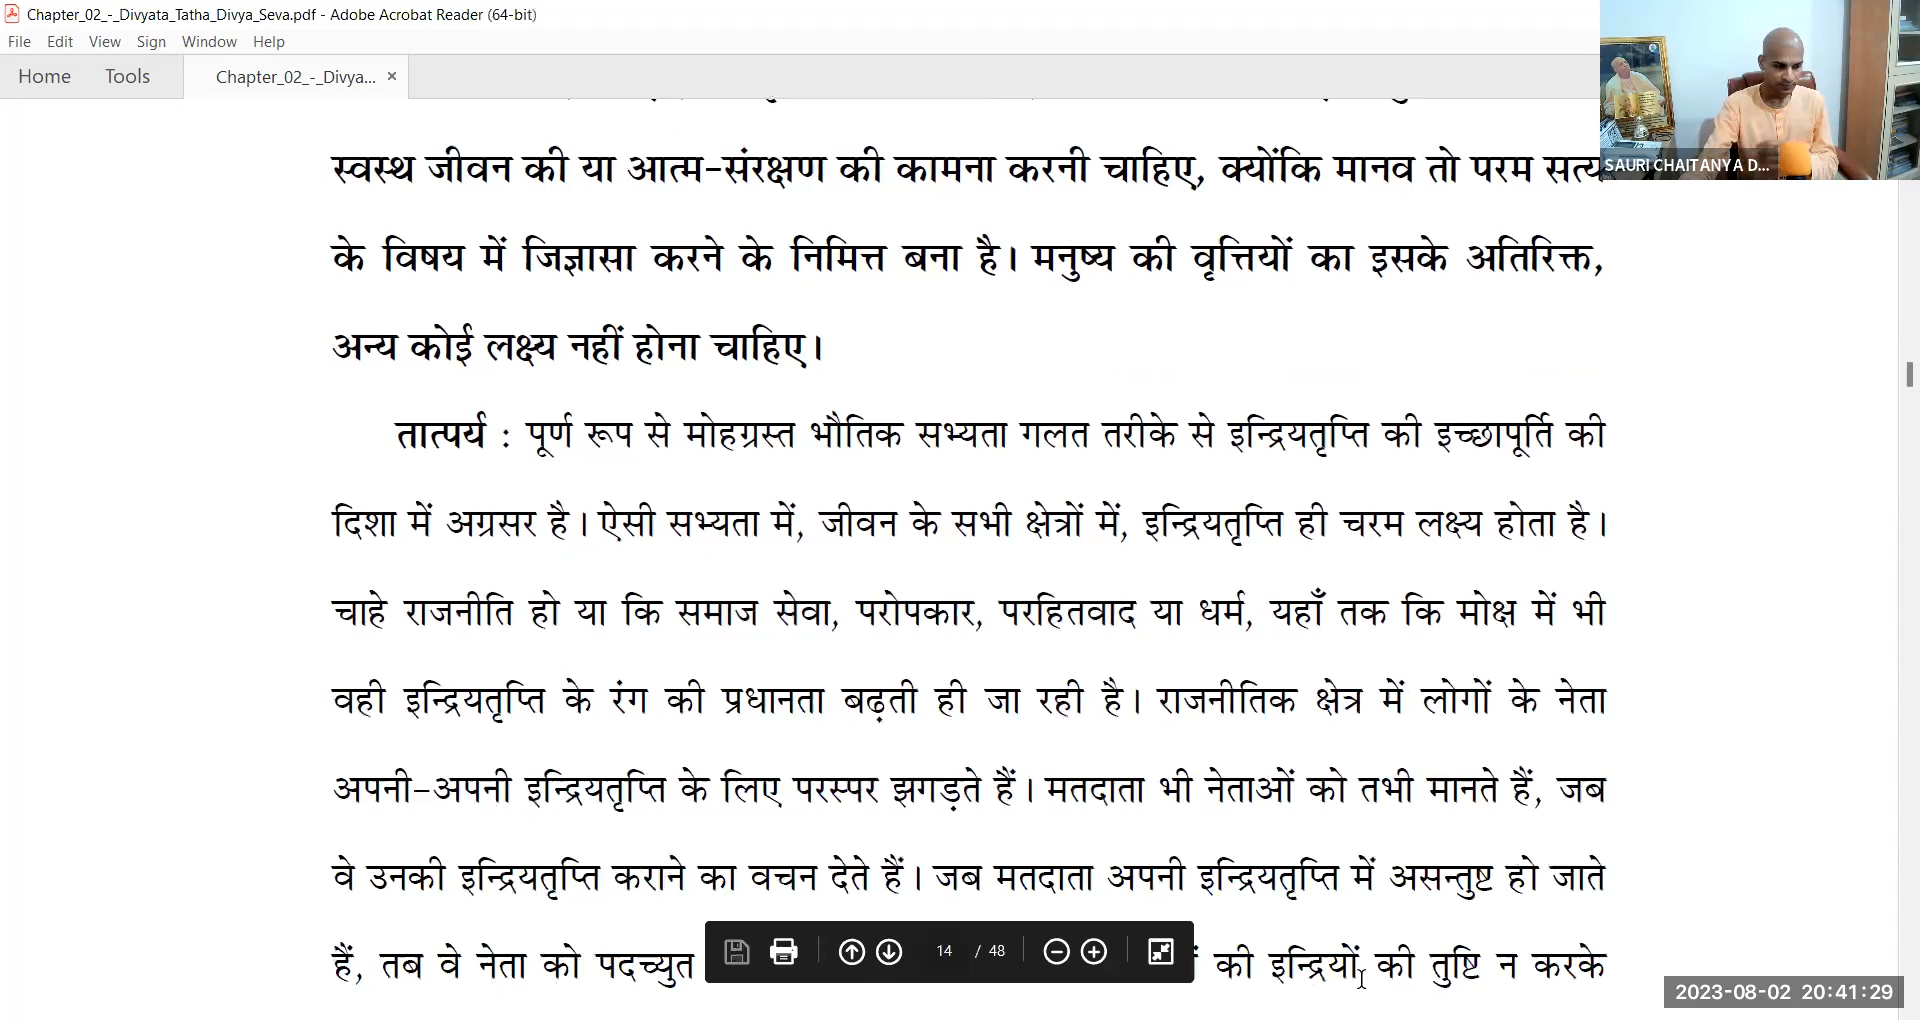 Chapter_02_-_Divyata_Tatha_Divya_Seva.pdf - Adobe Acrobat Reader (64-bit)
File Edit View Sign Window Help
Home Tools Chapter_02_-_Divya... ×
SAURI CHAITANYA D...
स्वस्थ जीवन की या आत्म-संरक्षण की कामना करनी चाहिए, क्योंकि मानव तो परम सत्य
के विषय में जिज्ञासा करने के निमित्त बना है। मनुष्य की वृत्तियों का इसके अतिरिक्त,
अन्य कोई लक्ष्य नहीं होना चाहिए।
तात्पर्य : पूर्ण रूप से मोहग्रस्त भौतिक सभ्यता गलत तरीके से इन्द्रियतृप्ति की इच्छापूर्ति की
दिशा में अग्रसर है। ऐसी सभ्यता में, जीवन के सभी क्षेत्रों में, इन्द्रियतृप्ति ही चरम लक्ष्य होता है।
चाहे राजनीति हो या कि समाज सेवा, परोपकार, परहितवाद या धर्म, यहाँ तक कि मोक्ष में भी
वही इन्द्रियतृप्ति के रंग की प्रधानता बढ़ती ही जा रही है। राजनीतिक क्षेत्र में लोगों के नेता
अपनी-अपनी इन्द्रियतृप्ति के लिए परस्पर झगड़ते हैं। मतदाता भी नेताओं को तभी मानते हैं, जब
वे उनकी इन्द्रियतृप्ति कराने का वचन देते हैं। जब मतदाता अपनी इन्द्रियतृप्ति में असन्तुष्ट हो जाते
हैं, तब वे नेता को पदच्युत की इन्द्रियों की तुष्टि न करके
14 / 48
2023-08-02 20:41:29